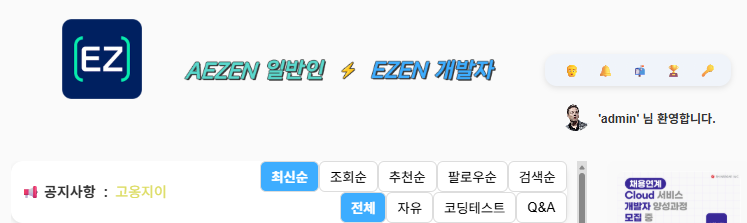 [EZ]
AEZEN 일반인 ⚡ EZEN 개발자
'admin' 님 환영합니다.
공지사항 : 고옹지이
최신순 조회순 추천순 팔로우순 검색순
전체 자유 코딩테스트 Q&A
채용연계
Cloud 서비스
개발자 양성과정
모집 중